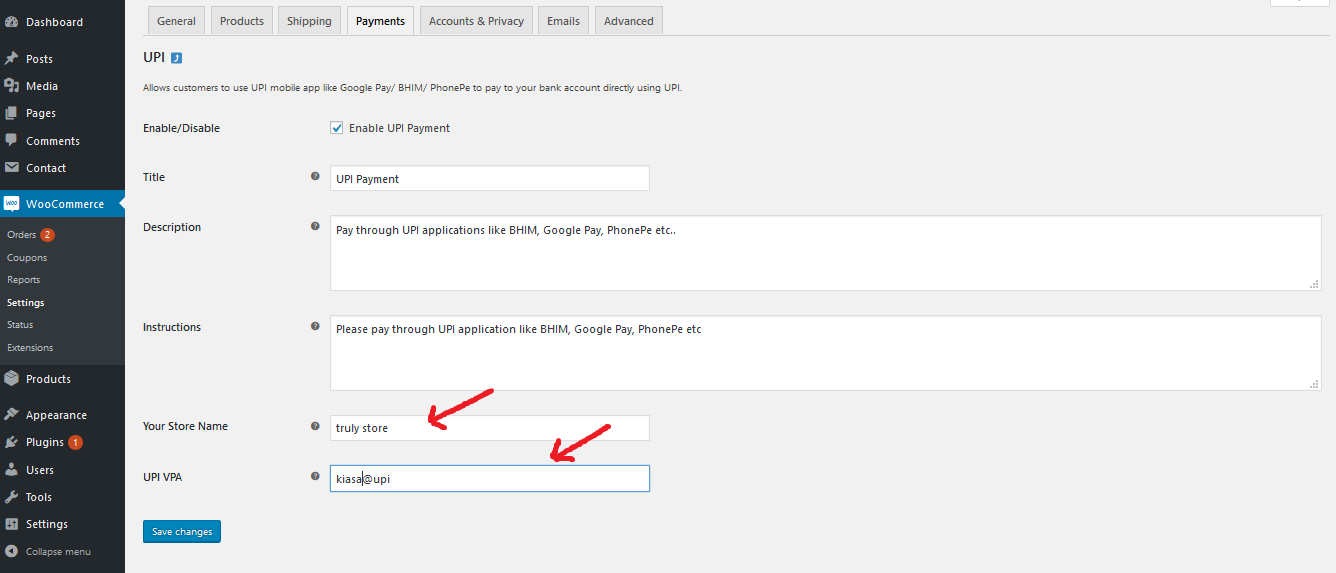 Dashboard
Posts
Media
Pages
Comments
Contact
WOO
WooCommerce
Orders 2
Coupons
Reports
Settings
Status
Extensions
Products
Appearance
Plugins 1
Users
Tools
Settings
Collapse menu
General Products Shipping Payments Accounts & Privacy Emails Advanced
UPI
Allows customers to use UPI mobile app like Google Pay/ BHIM/ PhonePe to pay to your bank account directly using UPI.
Enable/Disable Enable UPI Payment
Title ? UPI Payment
Description ? Pay through UPI applications like BHIM, Google Pay, PhonePe etc..
Instructions ? Please pay through UPI application like BHIM, Google Pay, PhonePe etc
Your Store Name ? truly store
UPI VPA ? kiasa@upi
Save changes